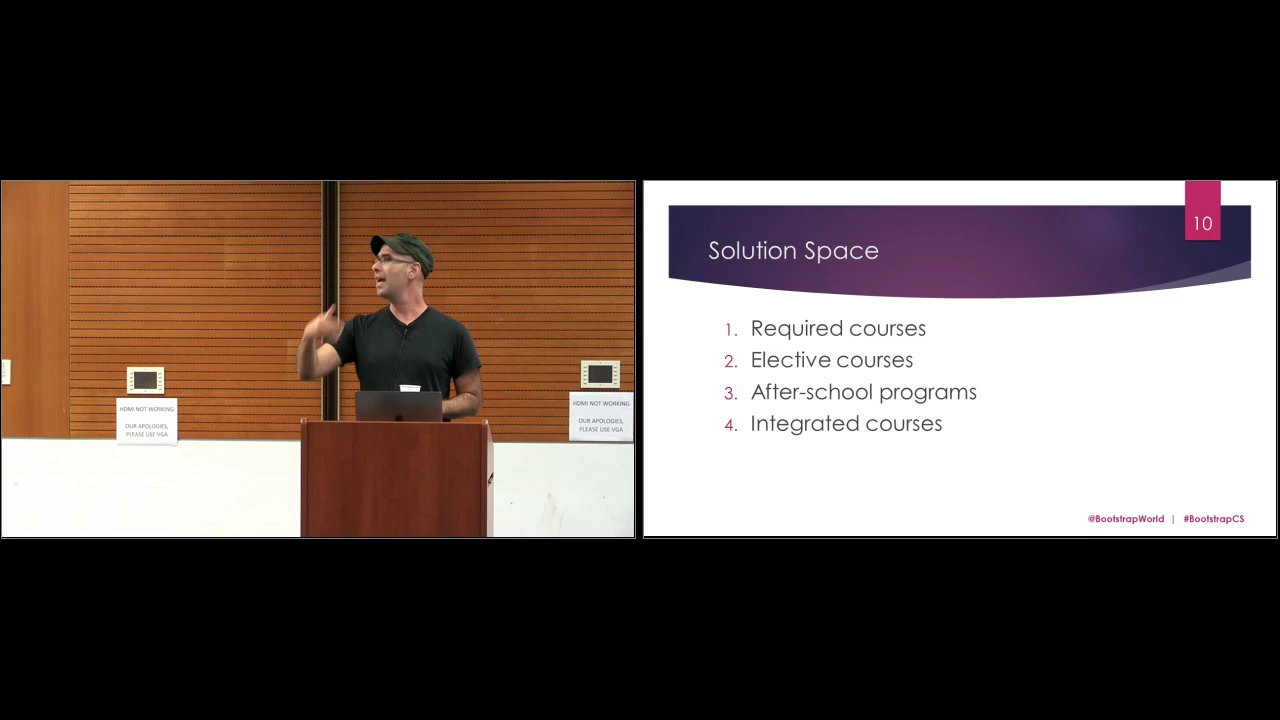 HDMI NOT WORKING
OUR APOLOGIES,
PLEASE USE VGA
HDMI NOT WORKING
OUR APOLOGIES,
PLEASE USE VGA
10
Solution Space
1. Required courses
2. Elective courses
3. After-school programs
4. Integrated courses
@BootstrapWorld | #BootstrapCS